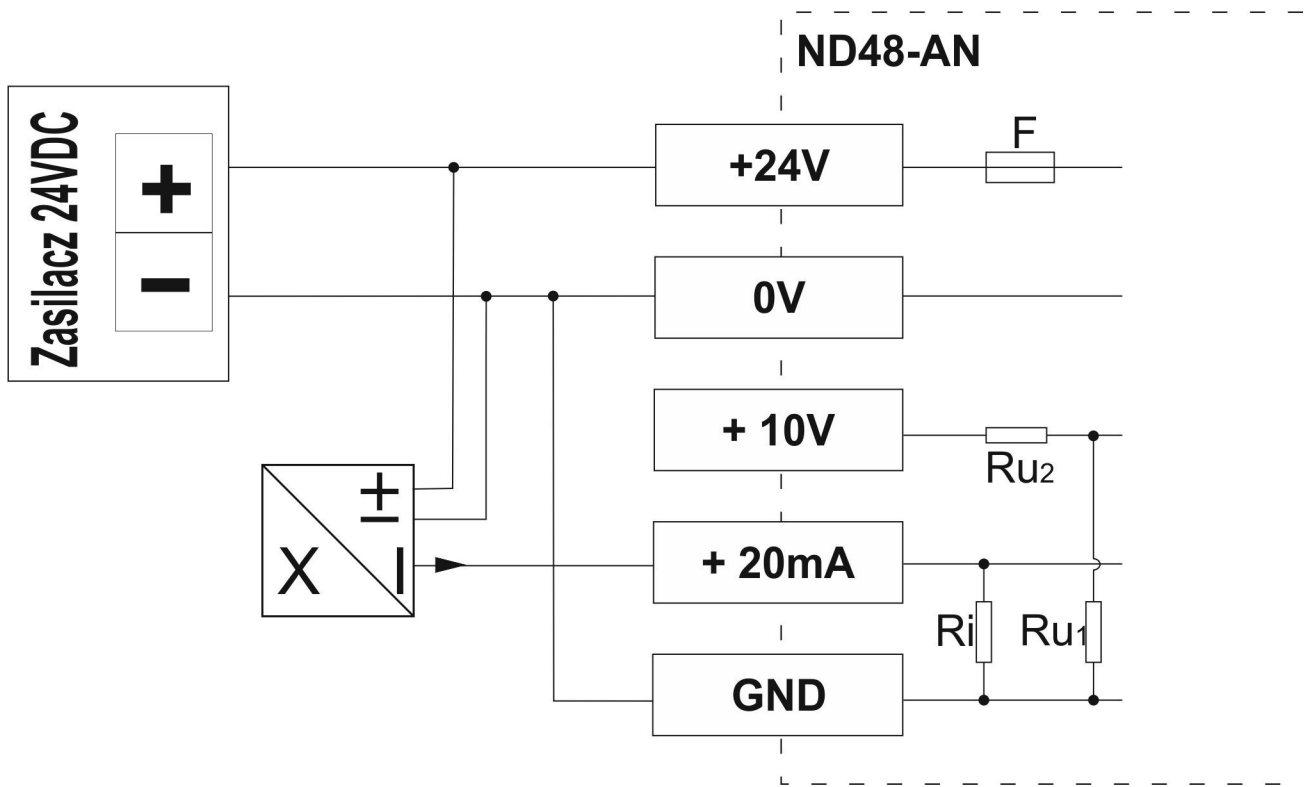 ND48-AN
Zasilacz 24VDC
+
−
+24V
F
0V
+ 10V
Ru2
±
X
I
+ 20mA
Ri
Ru1
GND